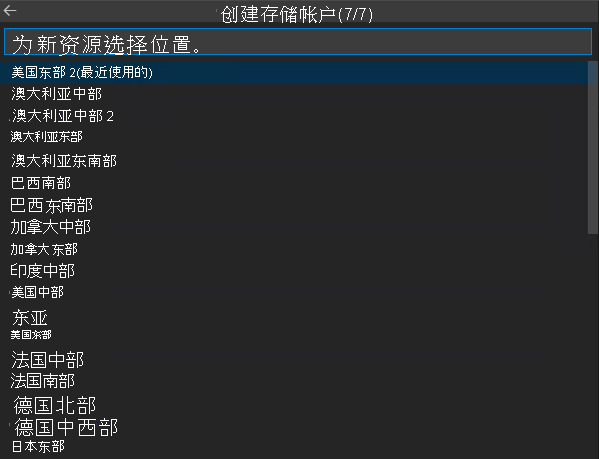 创建存储帐户(7/7)
为新资源选择位置。
美国东部 2(最近使用的)
澳大利亚中部
澳大利亚中部 2
澳大利亚东部
澳大利亚东南部
巴西南部
巴西东南部
加拿大中部
加拿大东部
印度中部
美国中部
东亚
美国东部
法国中部
法国南部
德国北部
德国中西部
日本东部